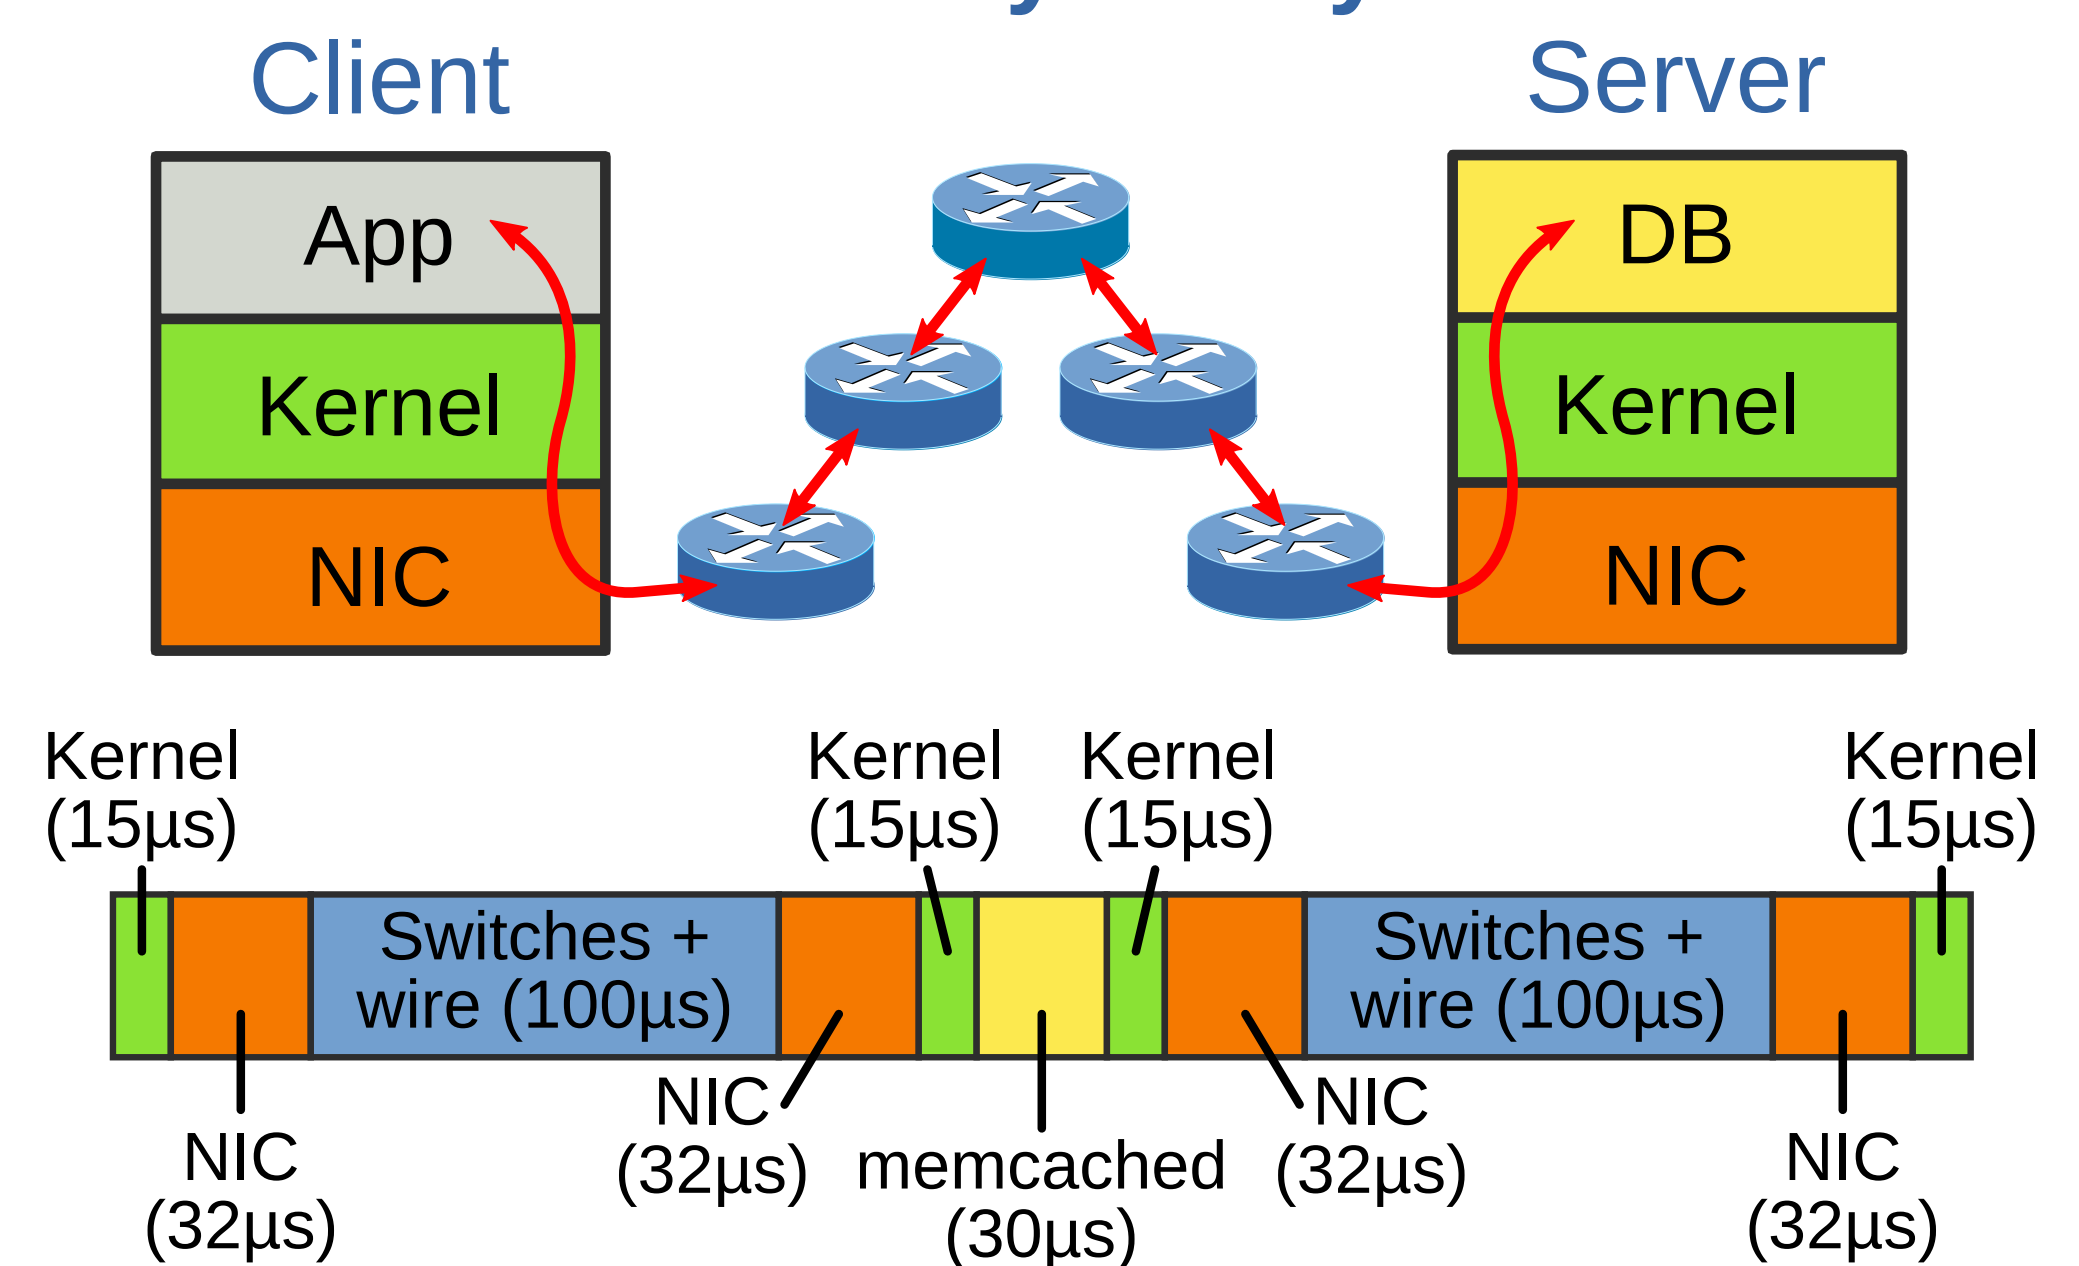 Client
Server
App
Kernel
NIC
DB
Kernel
NIC
Kernel
(15µs)
Kernel
(15µs)
Kernel
(15µs)
Kernel
(15µs)
Switches +
wire (100µs)
Switches +
wire (100µs)
NIC
(32µs)
NIC
(32µs)
memcached
(30µs)
NIC
(32µs)
NIC
(32µs)